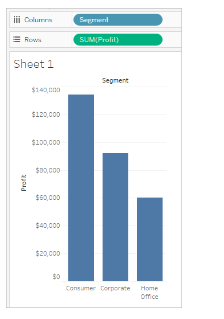 Columns
Segment
Rows
SUM(Profit)
Sheet 1
Segment
$140,000
$120,000
$100,000
$80,000
$60,000
$40,000
$20,000
$0
Profit
Consumer Corporate Home
Office